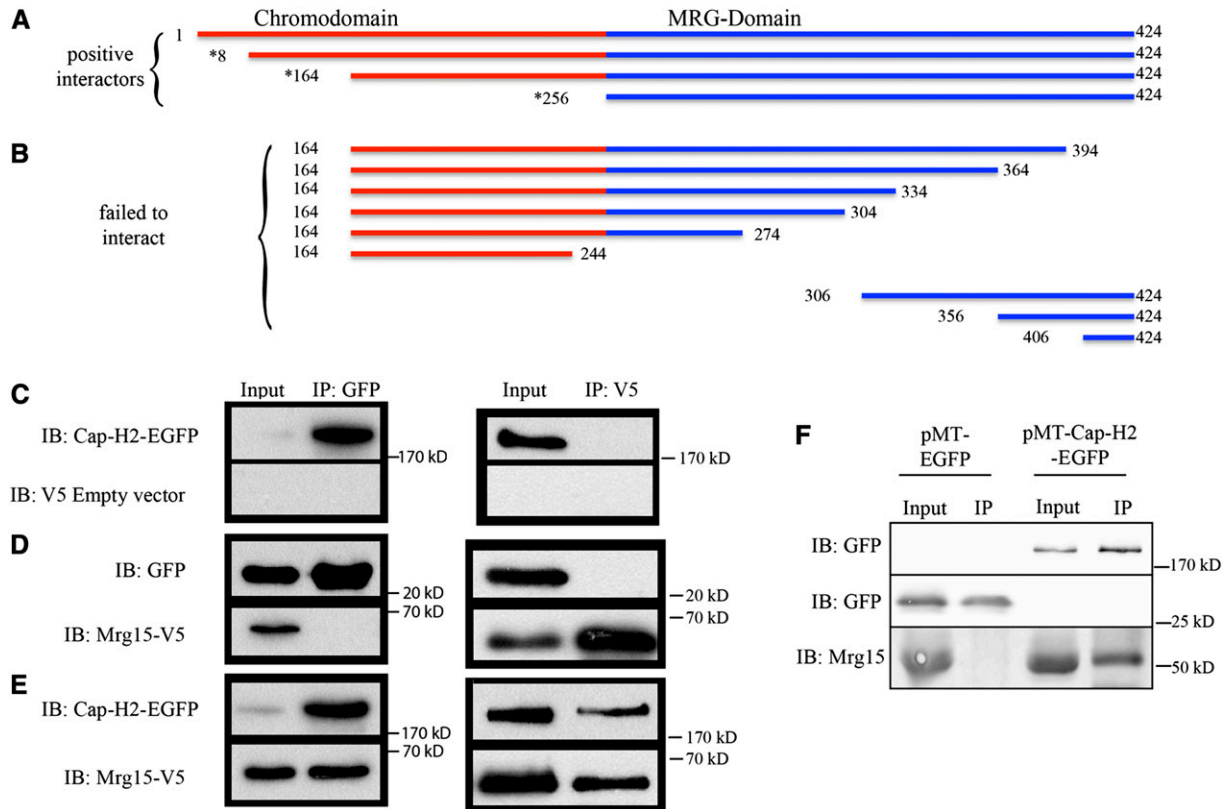 A
Chromodomain
MRG-Domain
positive
interactors
1
424
*8
424
*164
424
*256
424
B
failed to
interact
164
394
164
364
164
334
164
304
164
274
164
244
306
424
356
424
406
424
C
Input IP: GFP
Input IP: V5
IB: Cap-H2-EGFP
170 kD
170 kD
IB: V5 Empty vector
D
IB: GFP
20 kD
20 kD
70 kD
70 kD
IB: Mrg15-V5
E
IB: Cap-H2-EGFP
170 kD
170 kD
70 kD
70 kD
IB: Mrg15-V5
F
pMT-
EGFP
pMT-Cap-H2
-EGFP
Input IP Input IP
IB: GFP
170 kD
IB: GFP
25 kD
IB: Mrg15
50 kD